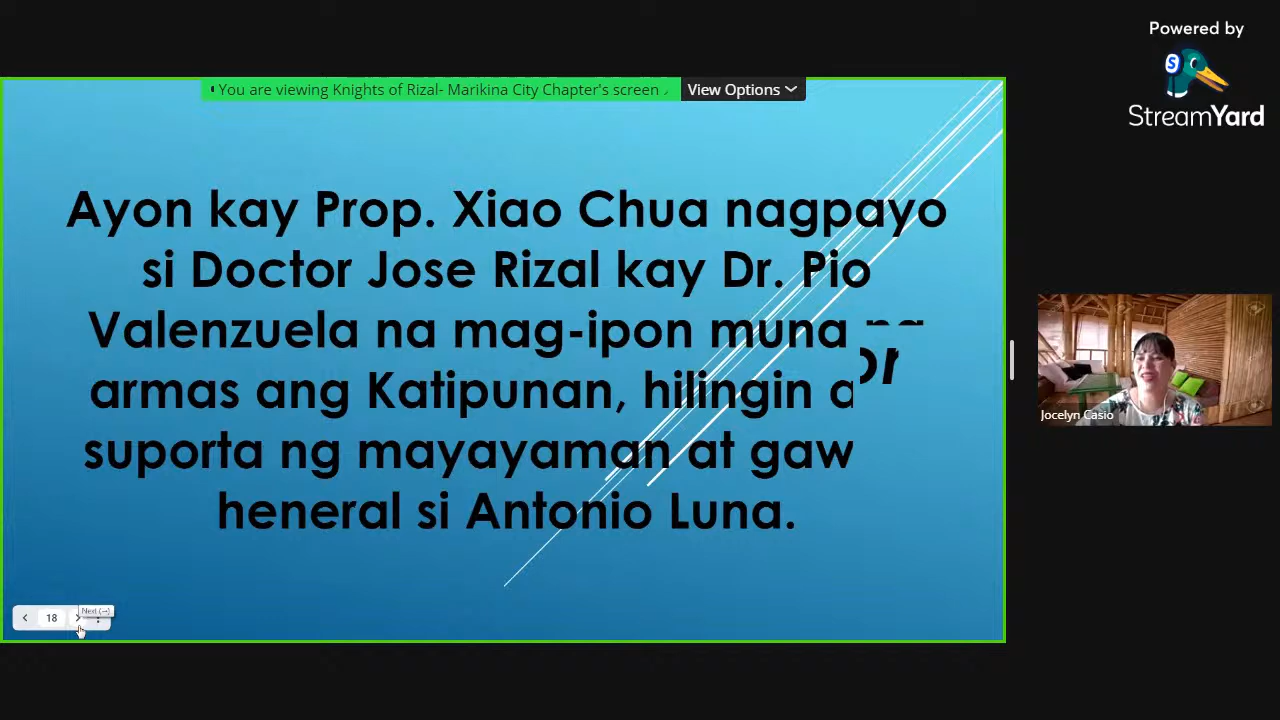 Powered by
StreamYard
You are viewing Knights of Rizal- Marikina City Chapter's screen
View Options
Ayon kay Prop. Xiao Chua nagpayo
si Doctor Jose Rizal kay Dr. Pio
Valenzuela na mag-ipon muna
armas ang Katipunan, hilingin
suporta ng mayayaman at gaw
heneral si Antonio Luna.
Jocelyn Casio
18
Next (→)